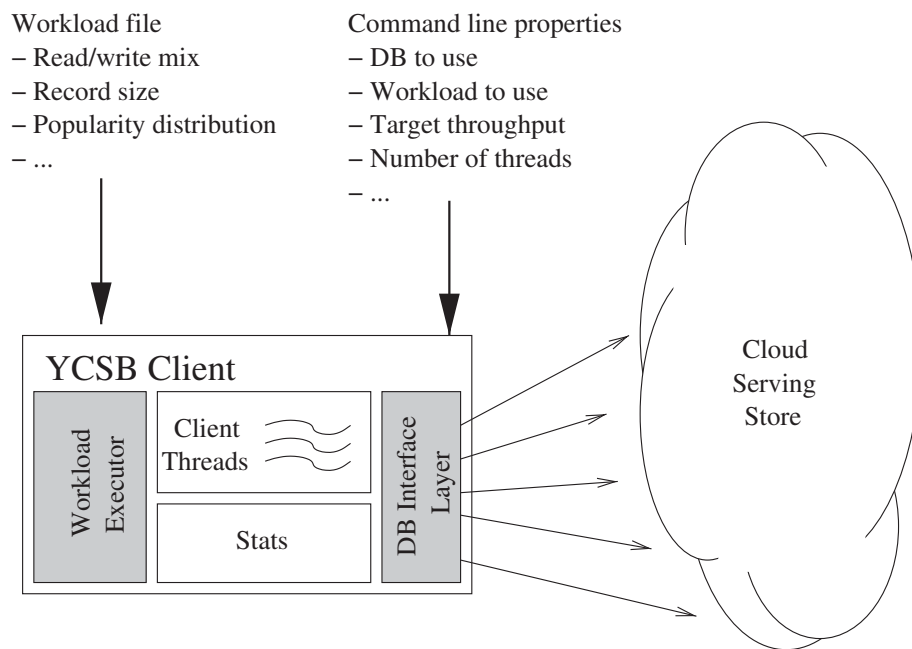 Workload file
– Read/write mix
– Record size
– Popularity distribution
– ...
Command line properties
– DB to use
– Workload to use
– Target throughput
– Number of threads
– ...
YCSB Client
Workload
Executor
Client
Threads
Stats
DB Interface
Layer
Cloud
Serving
Store